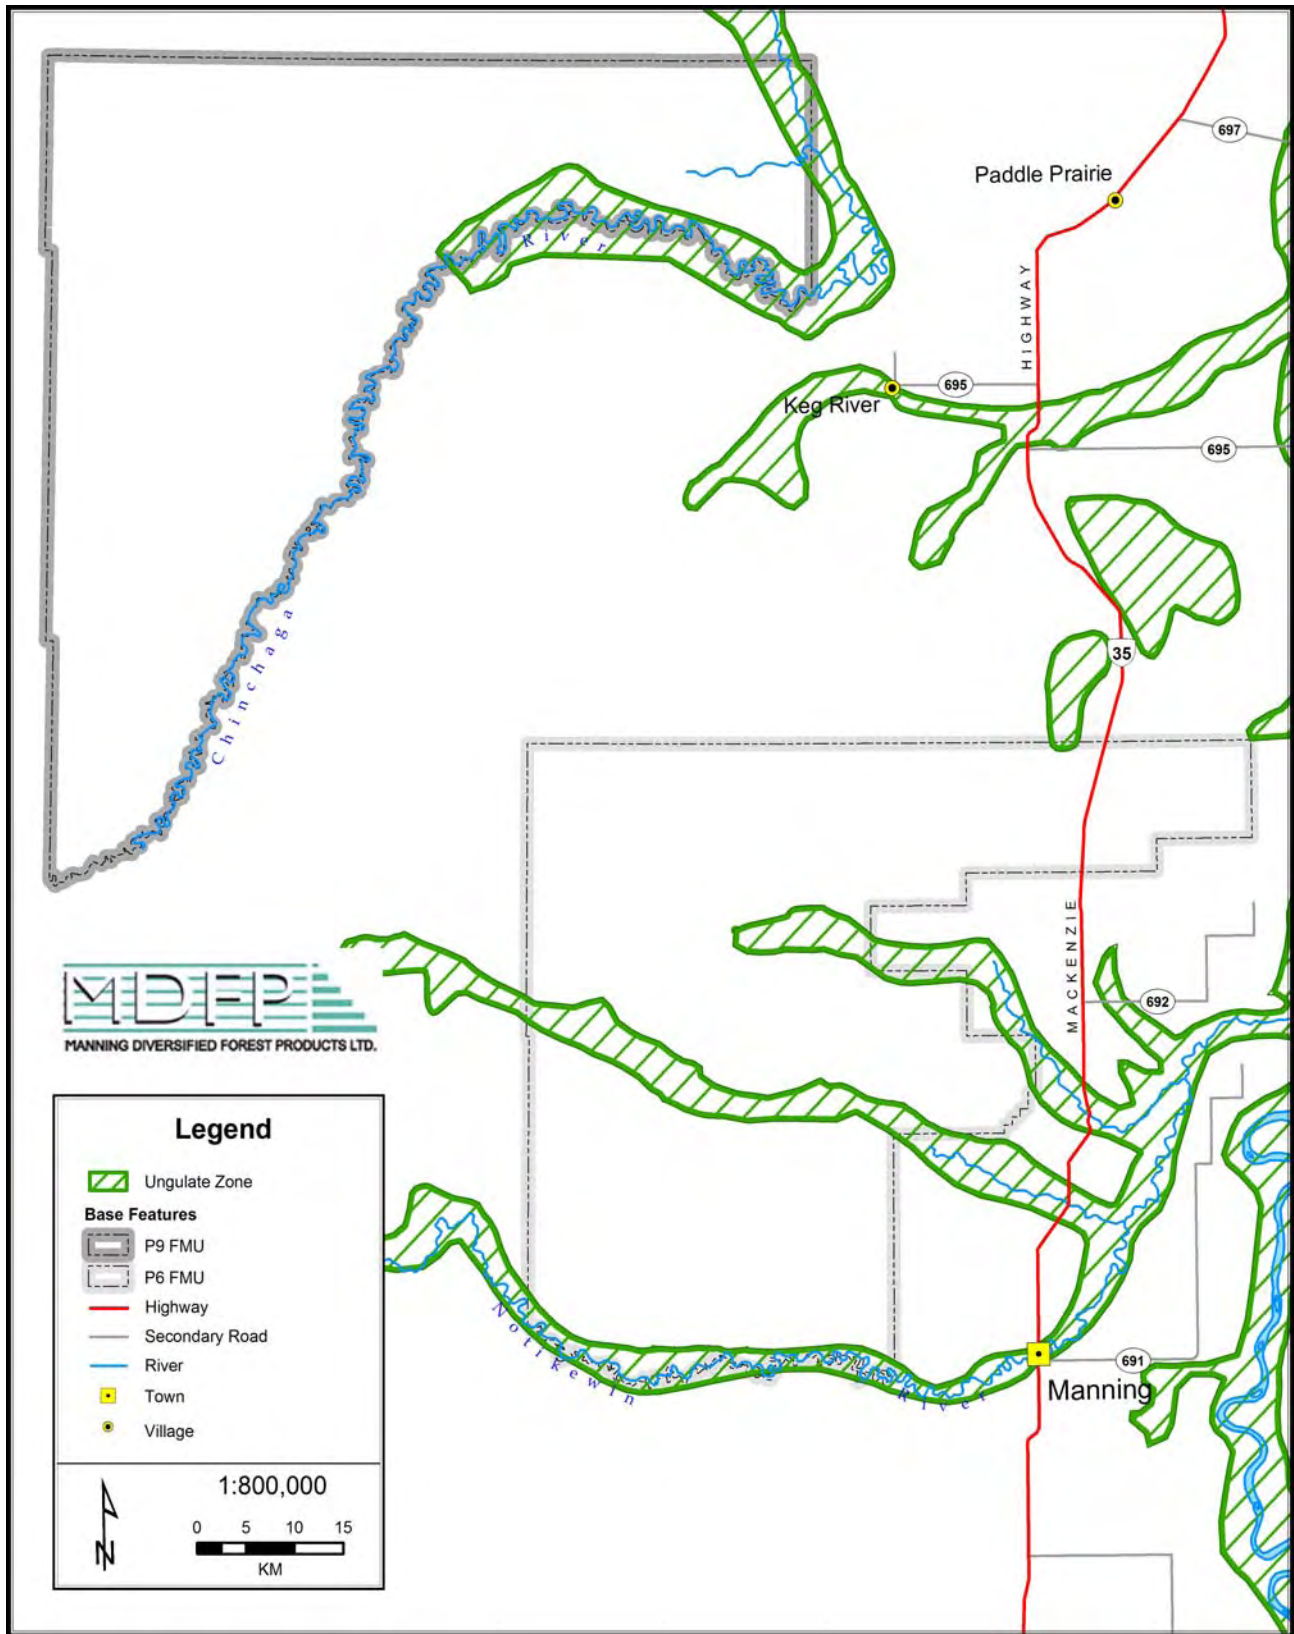 697
Paddle Prairie
River
HIGHWAY
695
Keg River
695
35
Chinchaga
MACKENZIE
692
MDFP
MANNING DIVERSIFIED FOREST PRODUCTS LTD.
Legend
Ungulate Zone
Base Features
P9 FMU
P6 FMU
Highway
Secondary Road
River
Town
Village
1:800,000
0 5 10 15
KM
N
Notikewin
River
691
Manning